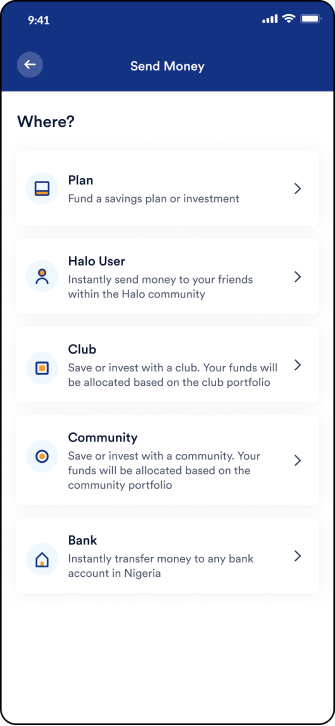 9:41
Send Money
Where?
Plan
Fund a savings plan or investment
Halo User
Instantly send money to your friends
within the Halo community
Club
Save or invest with a club. Your funds will
be allocated based on the club portfolio
Community
Save or invest with a community. Your
funds will be allocated based on the
community portfolio
Bank
Instantly transfer money to any bank
account in Nigeria